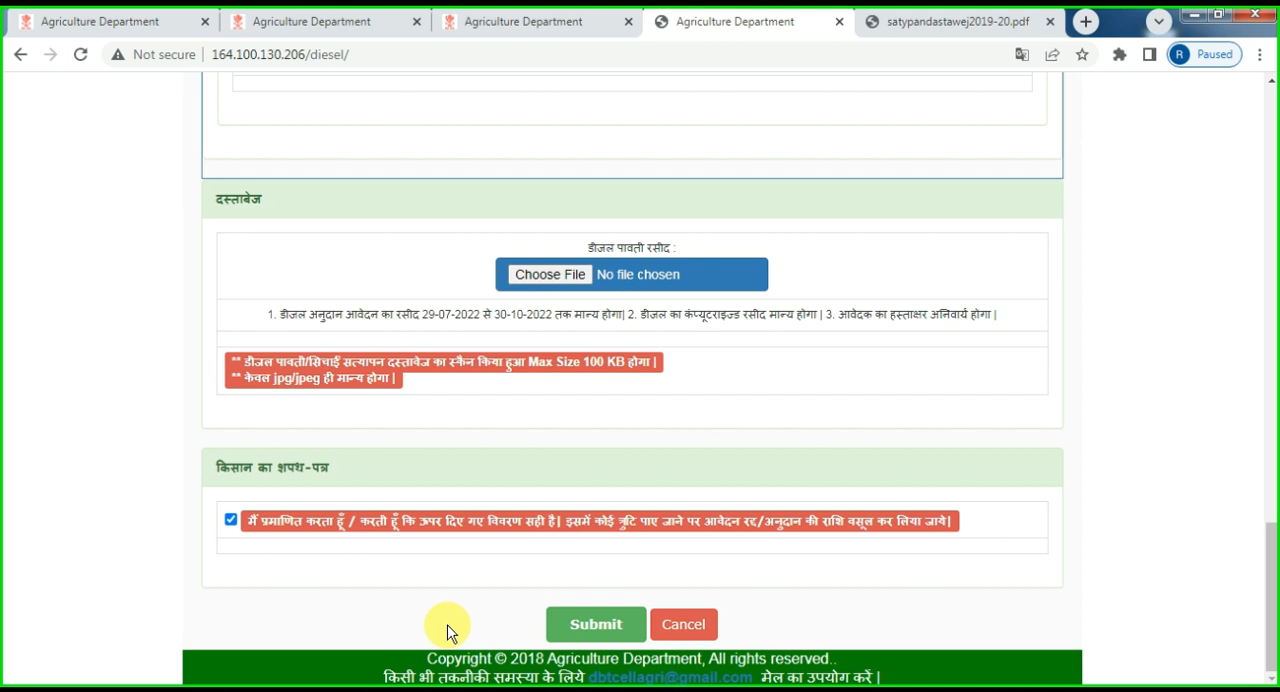 Agriculture Department
Agriculture Department
Agriculture Department
Agriculture Department
satypandastawej2019-20.pdf
Not secure
164.100.130.206/diesel/
R Paused
दस्ताबेज
डीजल पावती रसीद :
Choose File No file chosen
1. डीजल अनुदान आवेदन का रसीद 29-07-2022 से 30-10-2022 तक मान्य होगा| 2. डीजल का कंप्यूटराइज्ड रसीद मान्य होगा | 3. आवेदक का हस्ताक्षर अनिवार्य होगा |
** डीजल पावती/सिचाई सत्यापन दस्तावेज का स्कैन किया हुआ Max Size 100 KB होगा |
** केवल jpg/jpeg ही मान्य होगा |
किसान का शपथ-पत्र
मैं प्रमाणित करता हूँ / करती हूँ कि ऊपर दिए गए विवरण सही है| इसमें कोई त्रुटि पाए जाने पर आवेदन रद्द/अनुदान की राशि वसूल कर लिया जाये|
Submit
Cancel
Copyright © 2018 Agriculture Department, All rights reserved..
किसी भी तकनीकी समस्या के लिये dbtcellagri@gmail.com मेल का उपयोग करें |